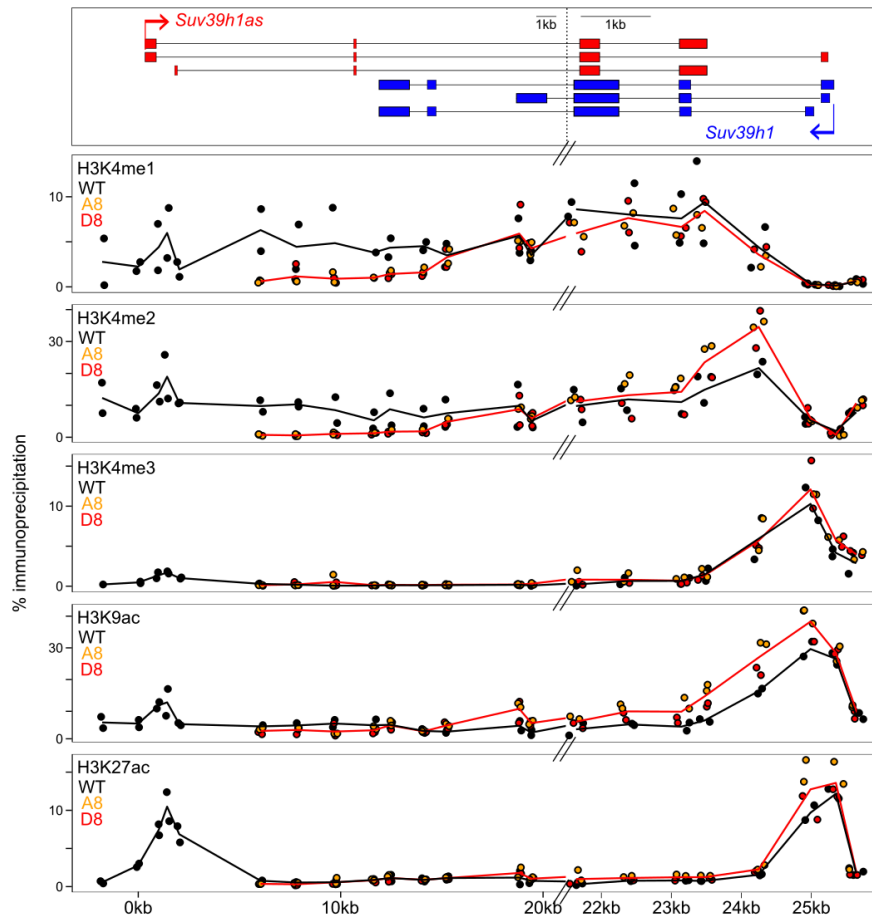 Suv39h1as
1kb
1kb
Suv39h1
% immunoprecipitation
H3K4me1
WT
A8
D8
10
0
H3K4me2
WT
A8
D8
30
0
H3K4me3
WT
A8
D8
10
0
H3K9ac
WT
A8
D8
30
0
H3K27ac
WT
A8
D8
10
0
0kb 10kb 20kb 22kb 23kb 24kb 25kb